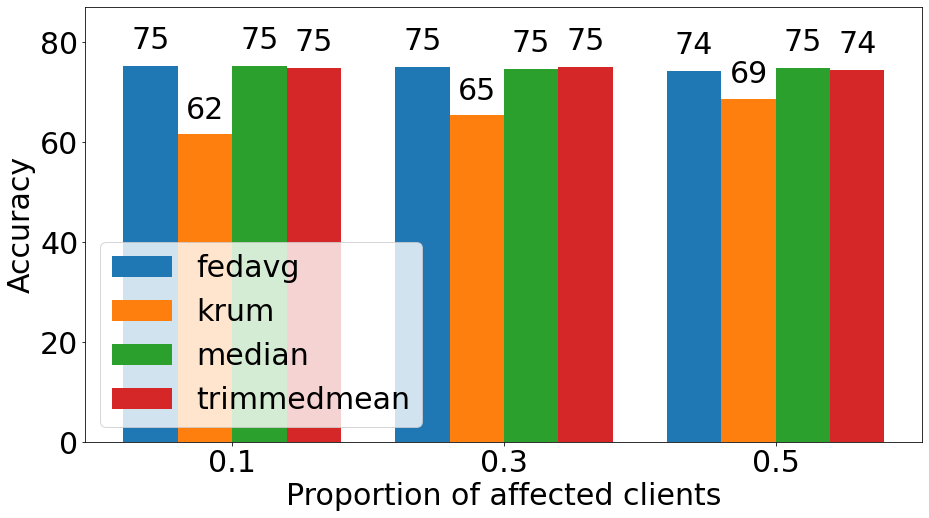 Accuracy
80
60
40
20
0
75 62 75 75
75 65 75 75
74 69 75 74
fedavg
krum
median
trimmedmean
0.1 0.3 0.5
Proportion of affected clients